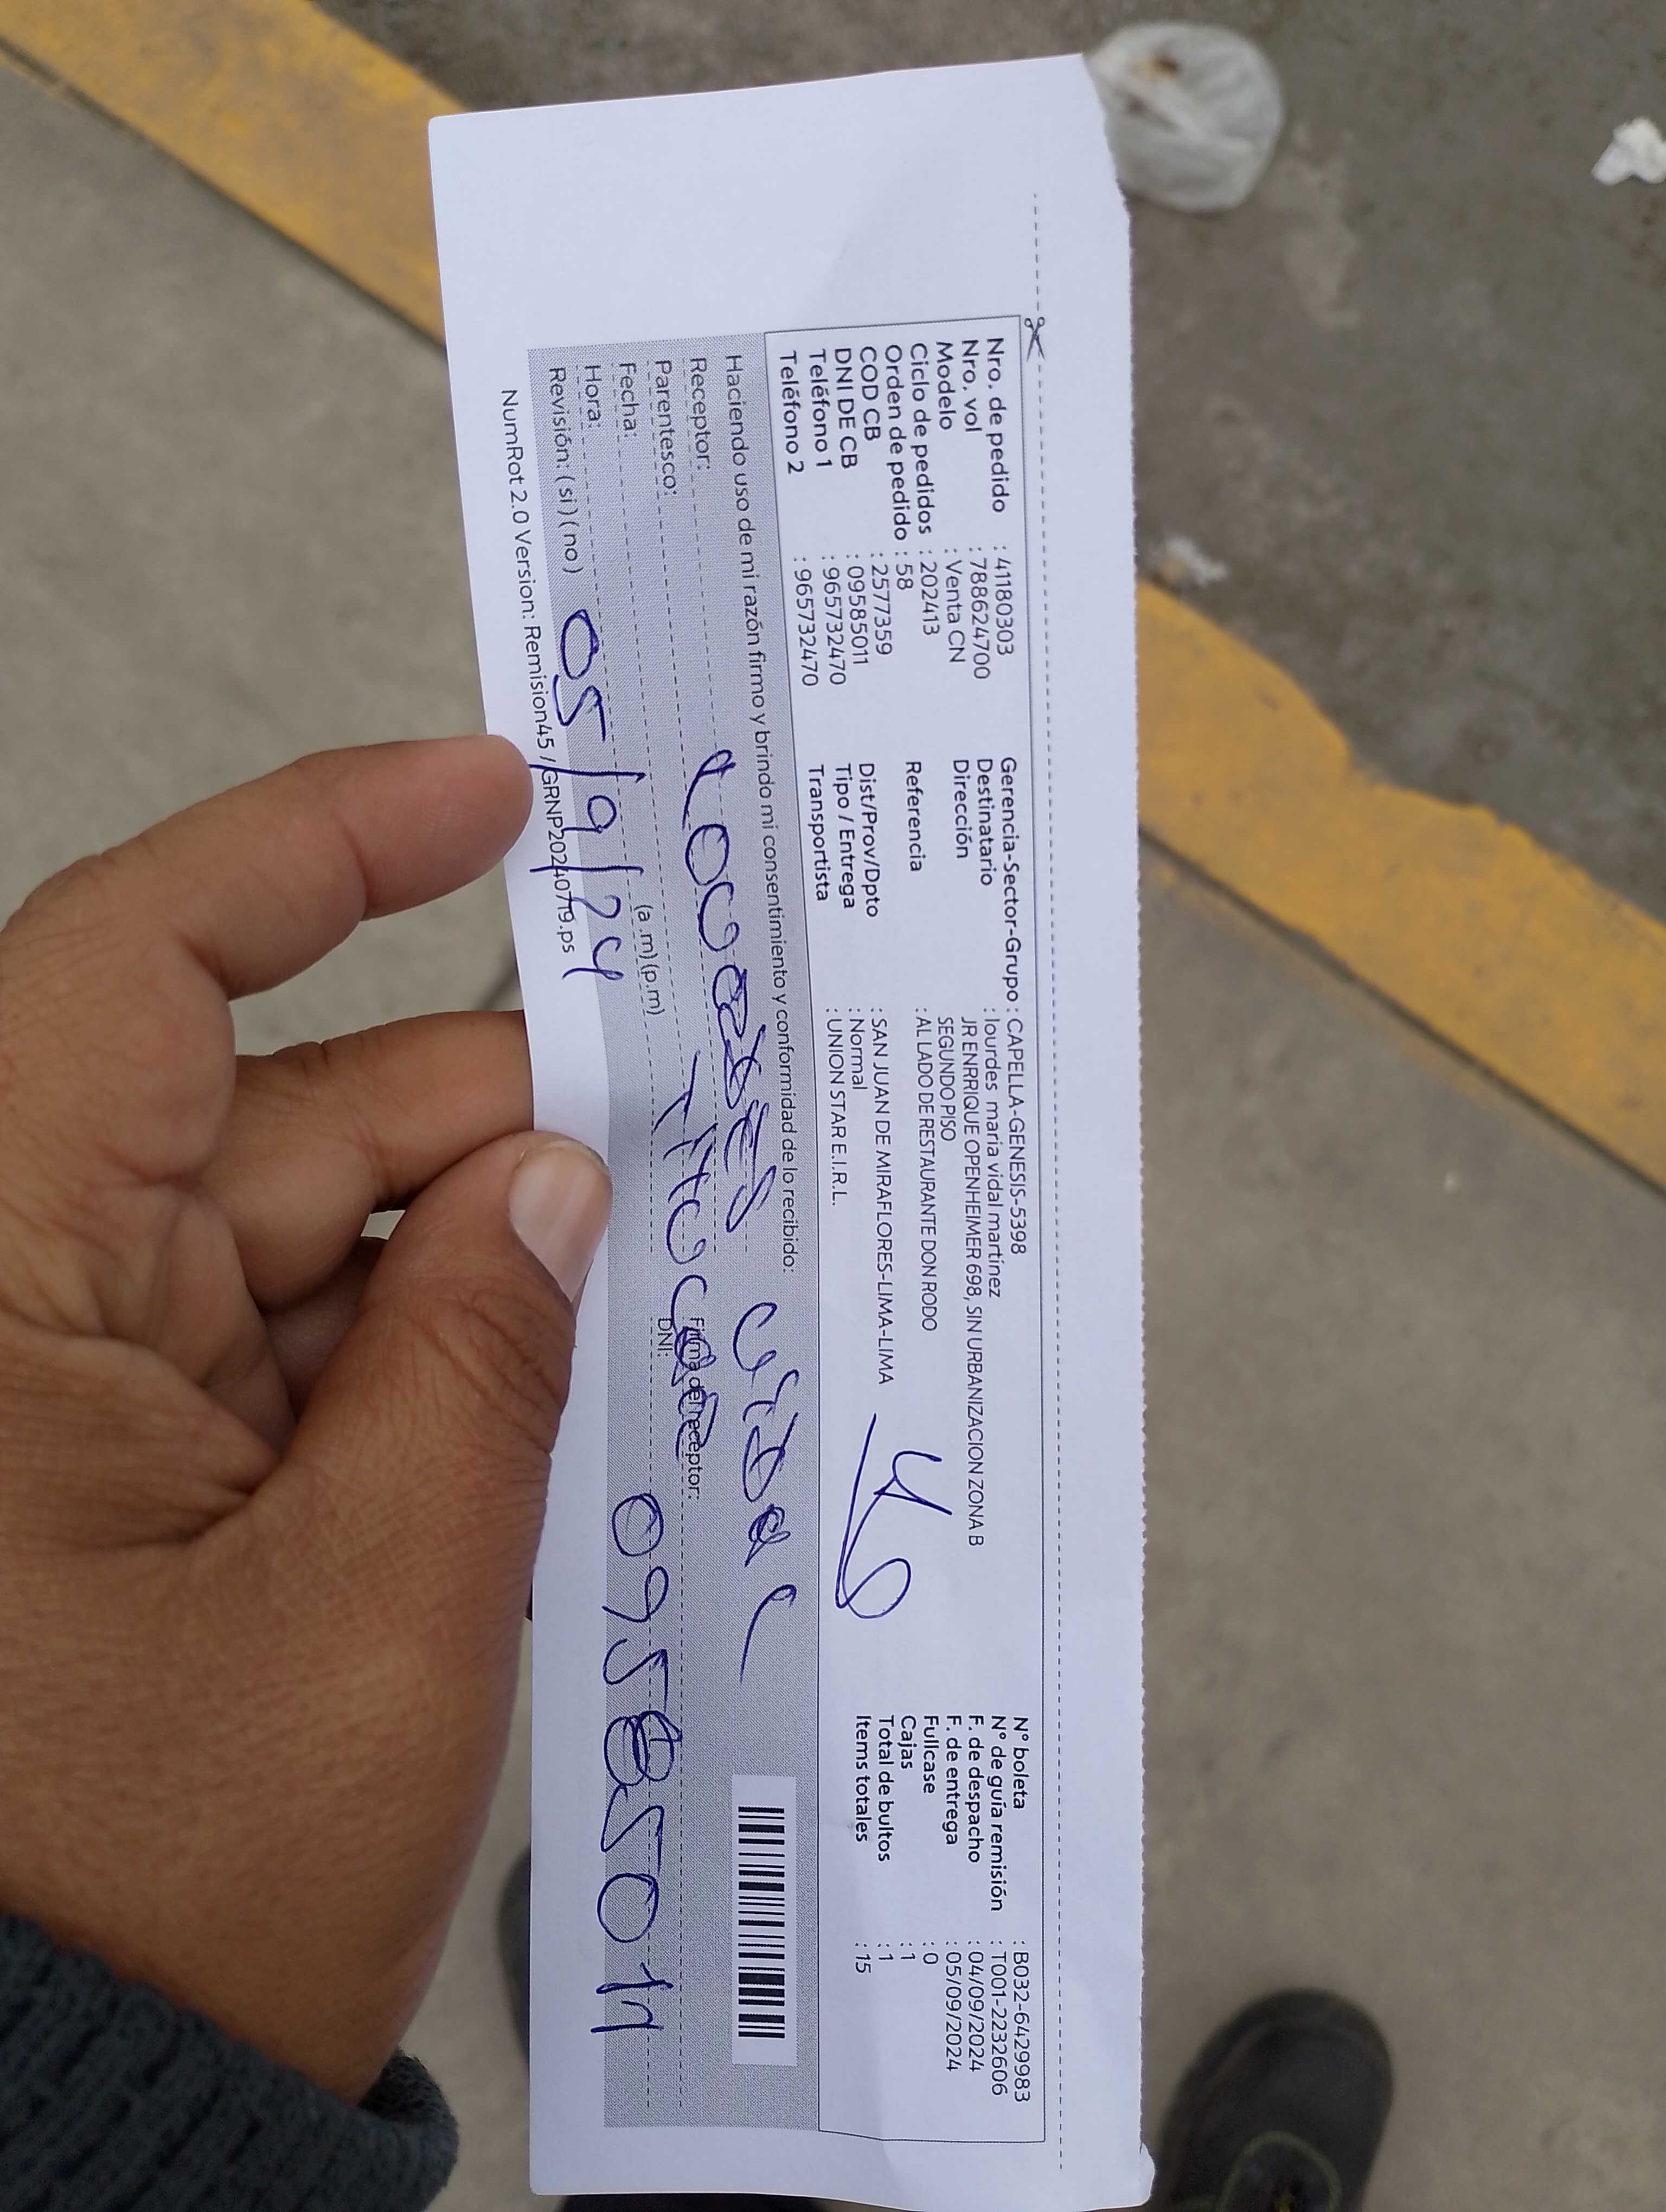 Nro. de pedido : 41180303
Nro. vol : 788624700
Modelo : Venta CN
Ciclo de pedidos : 202413
Orden de pedido : 58
COD CB : 2577359
DNI DE CB : 09585011
Teléfono 1 : 965732470
Teléfono 2 : 965732470
Gerencia-Sector-Grupo : CAPELLA-GENESIS-5398
Destinatario : lourdes maria vidal martinez
Dirección JR ENRRIQUE OPENHEIMER 698, SIN URBANIZACION ZONA B
SEGUNDO PISO
Referencia : AL LADO DE RESTAURANTE DON RODO
Dist/Prov/Dpto : SAN JUAN DE MIRAFLORES-LIMA-LIMA
Tipo / Entrega : Normal
Transportista : UNION STAR E.I.R.L.
N° boleta : B032-6429983
N° de guía remisión : T001-2232606
F. de despacho : 04/09/2024
F. de entrega : 05/09/2024
Fullcase : 0
Cajas : 1
Total de bultos : 1
Items totales : 15
Haciendo uso de mi razón firmo y brindo mi consentimiento y conformidad de lo recibido:
Receptor: Lourdes Vidal
Parentesco: Titular
Firma del receptor:
DNI: 09585011
Fecha:
Hora: (a.m) (p.m)
Revisión: ( si ) ( no ) 05/9/24
NumRot 2.0 Version: Remision45 / GRNP20240719.ps